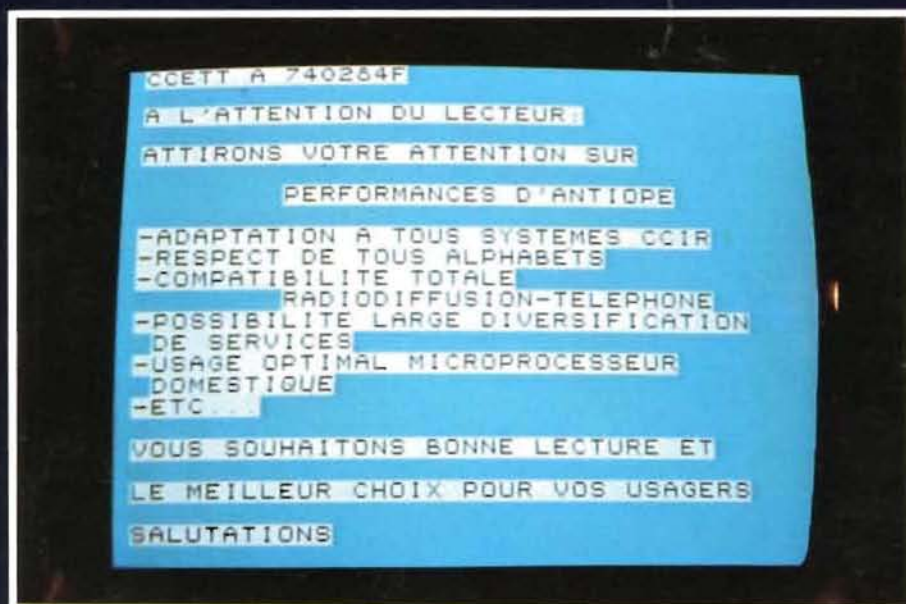 CCETT A 740284F
A L'ATTENTION DU LECTEUR:
ATTIRONS VOTRE ATTENTION SUR
PERFORMANCES D'ANTIOPE
-ADAPTATION A TOUS SYSTEMES CCIR
-RESPECT DE TOUS ALPHABETS
-COMPATIBILITE TOTALE
RADIODIFFUSION-TELEPHONE
-POSSIBILITE LARGE DIVERSIFICATION
DE SERVICES
-USAGE OPTIMAL MICROPROCESSEUR
DOMESTIQUE
-ETC...
VOUS SOUHAITONS BONNE LECTURE ET
LE MEILLEUR CHOIX POUR VOS USAGERS
SALUTATIONS